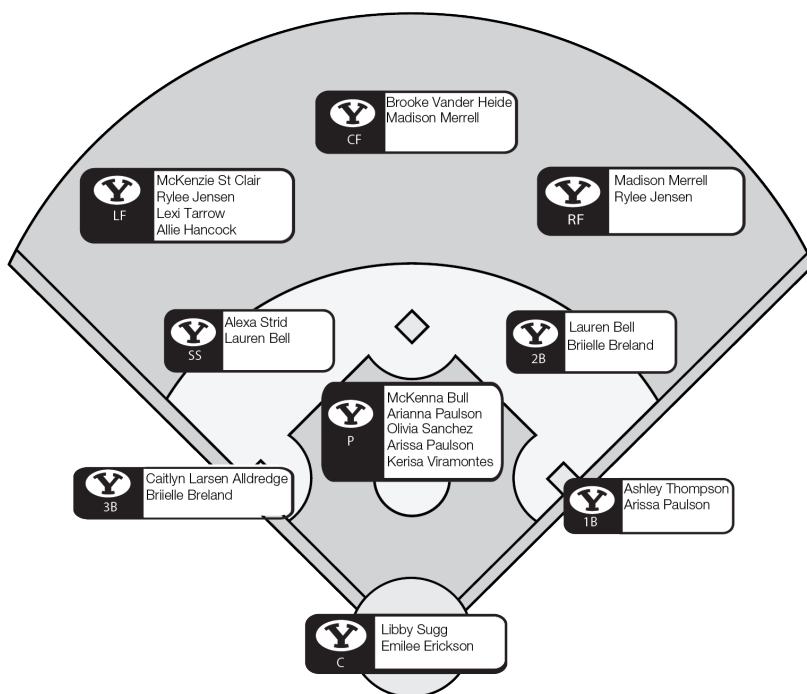 Y
CF
Brooke Vander Heide
Madison Merrell
Y
LF
McKenzie St Clair
Rylee Jensen
Lexi Tarrow
Allie Hancock
Y
RF
Madison Merrell
Rylee Jensen
Y
SS
Alexa Strid
Lauren Bell
Y
2B
Lauren Bell
Briielle Breland
Y
P
McKenna Bull
Arianna Paulson
Olivia Sanchez
Arissa Paulson
Kerisa Viramontes
Y
3B
Caitlyn Larsen Alldredge
Briielle Breland
Y
1B
Ashley Thompson
Arissa Paulson
Y
C
Libby Sugg
Emilee Erickson